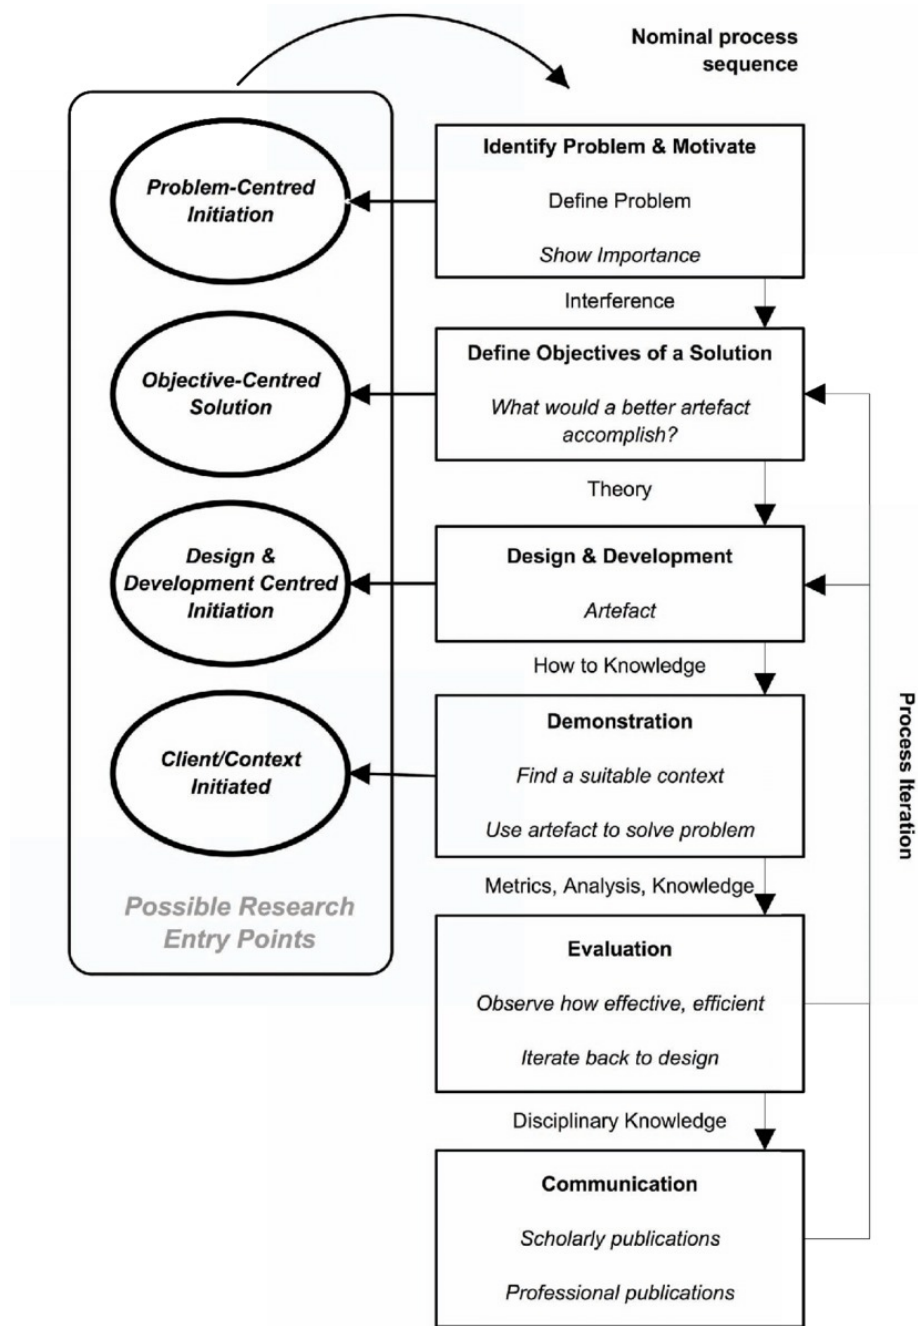 Nominal process
sequence
Problem-Centred
Initiation
Objective-Centred
Solution
Design &
Development Centred
Initiation
Client/Context
Initiated
Possible Research
Entry Points
Identify Problem & Motivate
Define Problem
Show Importance
Interference
Define Objectives of a Solution
What would a better artefact
accomplish?
Theory
Design & Development
Artefact
How to Knowledge
Demonstration
Find a suitable context
Use artefact to solve problem
Metrics, Analysis, Knowledge
Evaluation
Observe how effective, efficient
Iterate back to design
Disciplinary Knowledge
Communication
Scholarly publications
Professional publications
Process Iteration